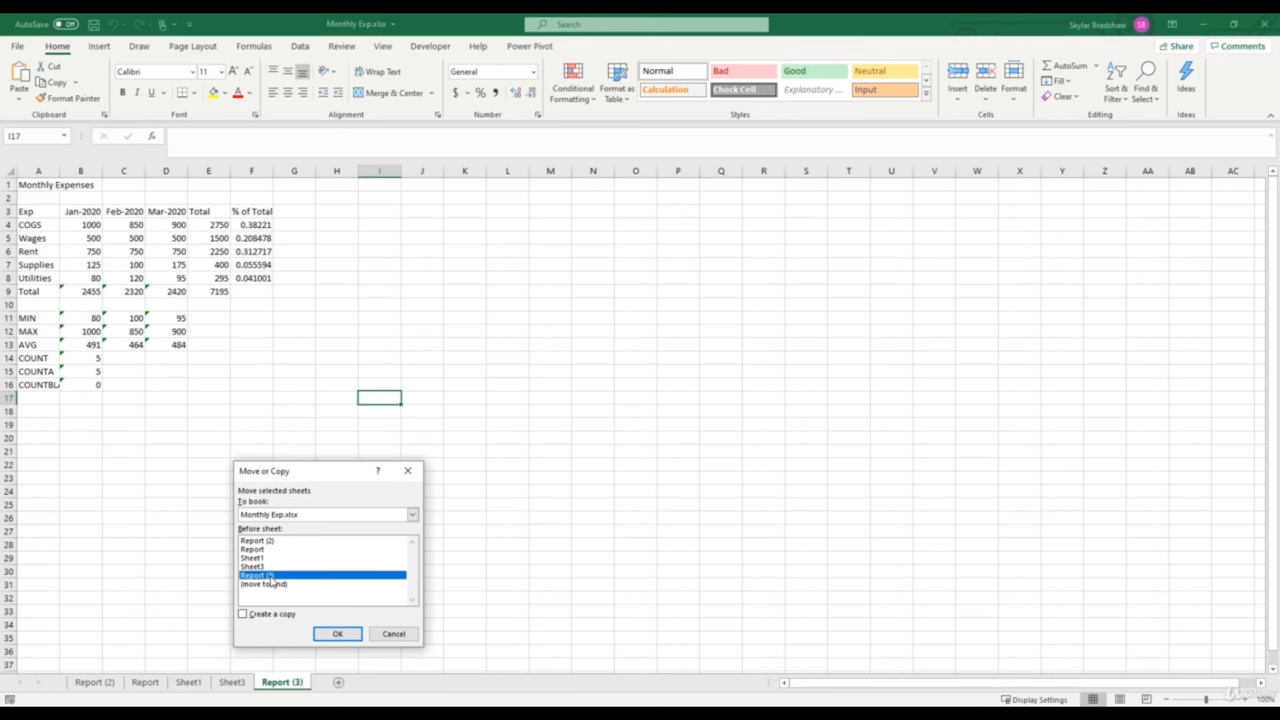 AutoSave Off Monthly Exp.xlsx Search Skylar Bradshaw SB
File Home Insert Draw Page Layout Formulas Data Review View Developer Help Power Pivot Share Comments
Paste Cut Copy Format Painter
Clipboard
Calibri 11
B I U
Font
Wrap Text
Merge & Center
Alignment
General
$ % ,
Number
Conditional Formatting
Format as Table
Normal Bad Good Neutral
Calculation Check Cell Explanatory ... Input
Styles
Insert Delete Format
Cells
AutoSum
Fill
Clear
Sort & Filter
Find & Select
Editing
Ideas
Ideas
I17 fx
A B C D E F G H I J K L M N O P Q R S T U V W X Y Z AA AB AC
1 Monthly Expenses
2
3 Exp Jan-2020 Feb-2020 Mar-2020 Total % of Total
4 COGS 1000 850 900 2750 0.38221
5 Wages 500 500 500 1500 0.208478
6 Rent 750 750 750 2250 0.312717
7 Supplies 125 100 175 400 0.055594
8 Utilities 80 120 95 295 0.041001
9 Total 2455 2320 2420 7195
10
11 MIN 80 100 95
12 MAX 1000 850 900
13 AVG 491 464 484
14 COUNT 5
15 COUNTA 5
16 COUNTBL 0
17
18
19
20
21
22
23
24
25
26
27
28
29
30
31
32
33
34
35
36
37
Move or Copy ?
Move selected sheets
To book:
Monthly Exp.xlsx
Before sheet:
Report (2)
Report
Sheet1
Sheet3
Report
(move to end)
Create a copy
OK Cancel
Report (2) Report Sheet1 Sheet3 Report (3)
Display Settings 100%